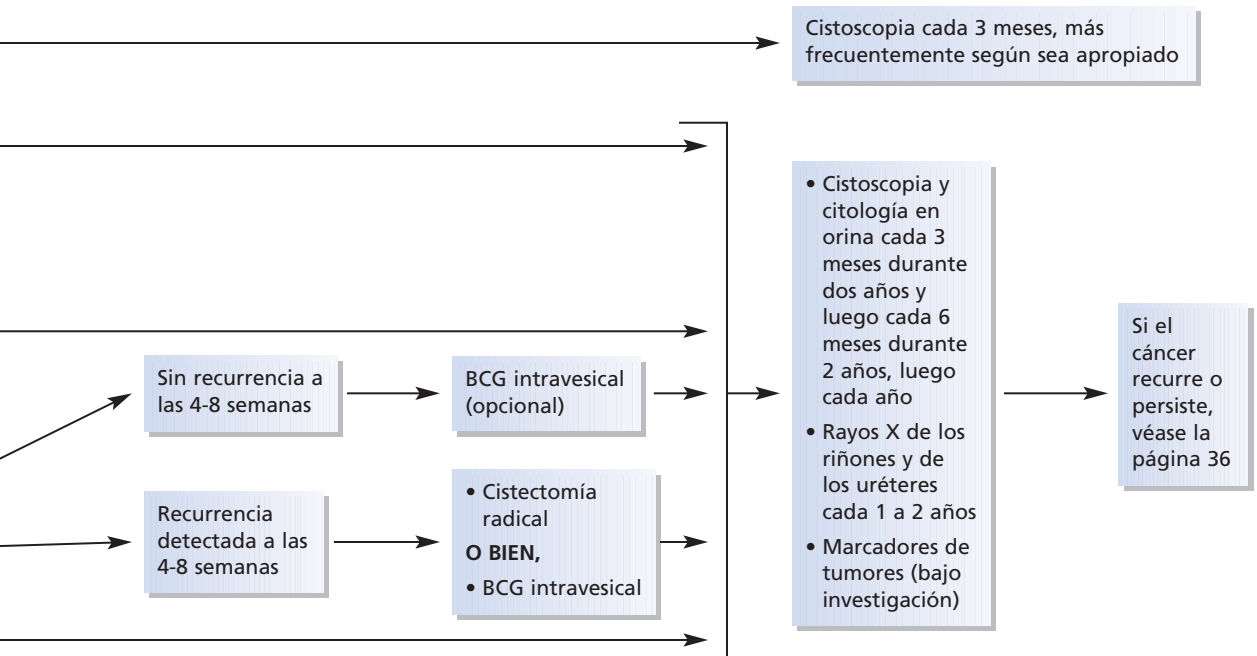 Cistoscopia cada 3 meses, más
frecuentemente según sea apropiado
Sin recurrencia a
las 4-8 semanas
BCG intravesical
(opcional)
Recurrencia
detectada a las
4-8 semanas
• Cistectomía
radical
O BIEN,
• BCG intravesical
• Cistoscopia y
citología en
orina cada 3
meses durante
dos años y
luego cada 6
meses durante
2 años, luego
cada año
• Rayos X de los
riñones y de
los uréteres
cada 1 a 2 años
• Marcadores de
tumores (bajo
investigación)
Si el
cáncer
recurre o
persiste,
véase la
página 36